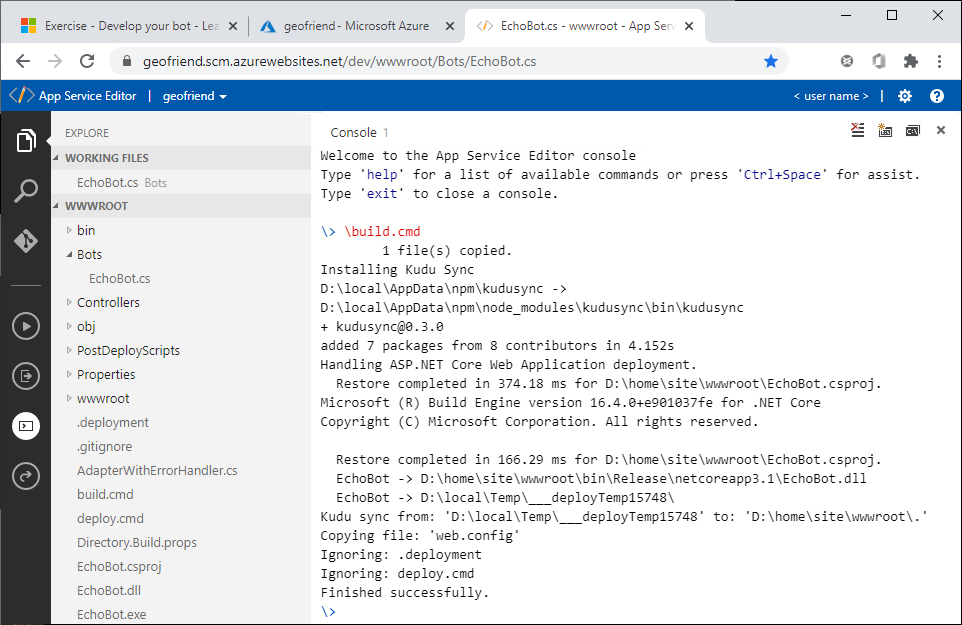 Exercise - Develop your bot - Lea
geofriend - Microsoft Azure
EchoBot.cs - wwwroot - App Serv
geofriend.scm.azurewebsites.net/dev/wwwroot/Bots/EchoBot.cs
App Service Editor | geofriend
< user name > |
EXPLORE
WORKING FILES
EchoBot.cs Bots
WWWROOT
bin
Bots
EchoBot.cs
Controllers
obj
PostDeployScripts
Properties
wwwroot
.deployment
.gitignore
AdapterWithErrorHandler.cs
build.cmd
deploy.cmd
Directory.Build.props
EchoBot.csproj
EchoBot.dll
EchoBot.exe
Console 1
Welcome to the App Service Editor console
Type 'help' for a list of available commands or press 'Ctrl+Space' for assist.
Type 'exit' to close a console.
\> \build.cmd
1 file(s) copied.
Installing Kudu Sync
D:\local\AppData\npm\kudusync ->
D:\local\AppData\npm\node_modules\kudusync\bin\kudusync
+ kudusync@0.3.0
added 7 packages from 8 contributors in 4.152s
Handling ASP.NET Core Web Application deployment.
Restore completed in 374.18 ms for D:\home\site\wwwroot\EchoBot.csproj.
Microsoft (R) Build Engine version 16.4.0+e901037fe for .NET Core
Copyright (C) Microsoft Corporation. All rights reserved.
Restore completed in 166.29 ms for D:\home\site\wwwroot\EchoBot.csproj.
EchoBot -> D:\home\site\wwwroot\bin\Release\netcoreapp3.1\EchoBot.dll
EchoBot -> D:\local\Temp\___deployTemp15748\
Kudu sync from: 'D:\local\Temp\___deployTemp15748' to: 'D:\home\site\wwwroot\.'
Copying file: 'web.config'
Ignoring: .deployment
Ignoring: deploy.cmd
Finished successfully.
\>